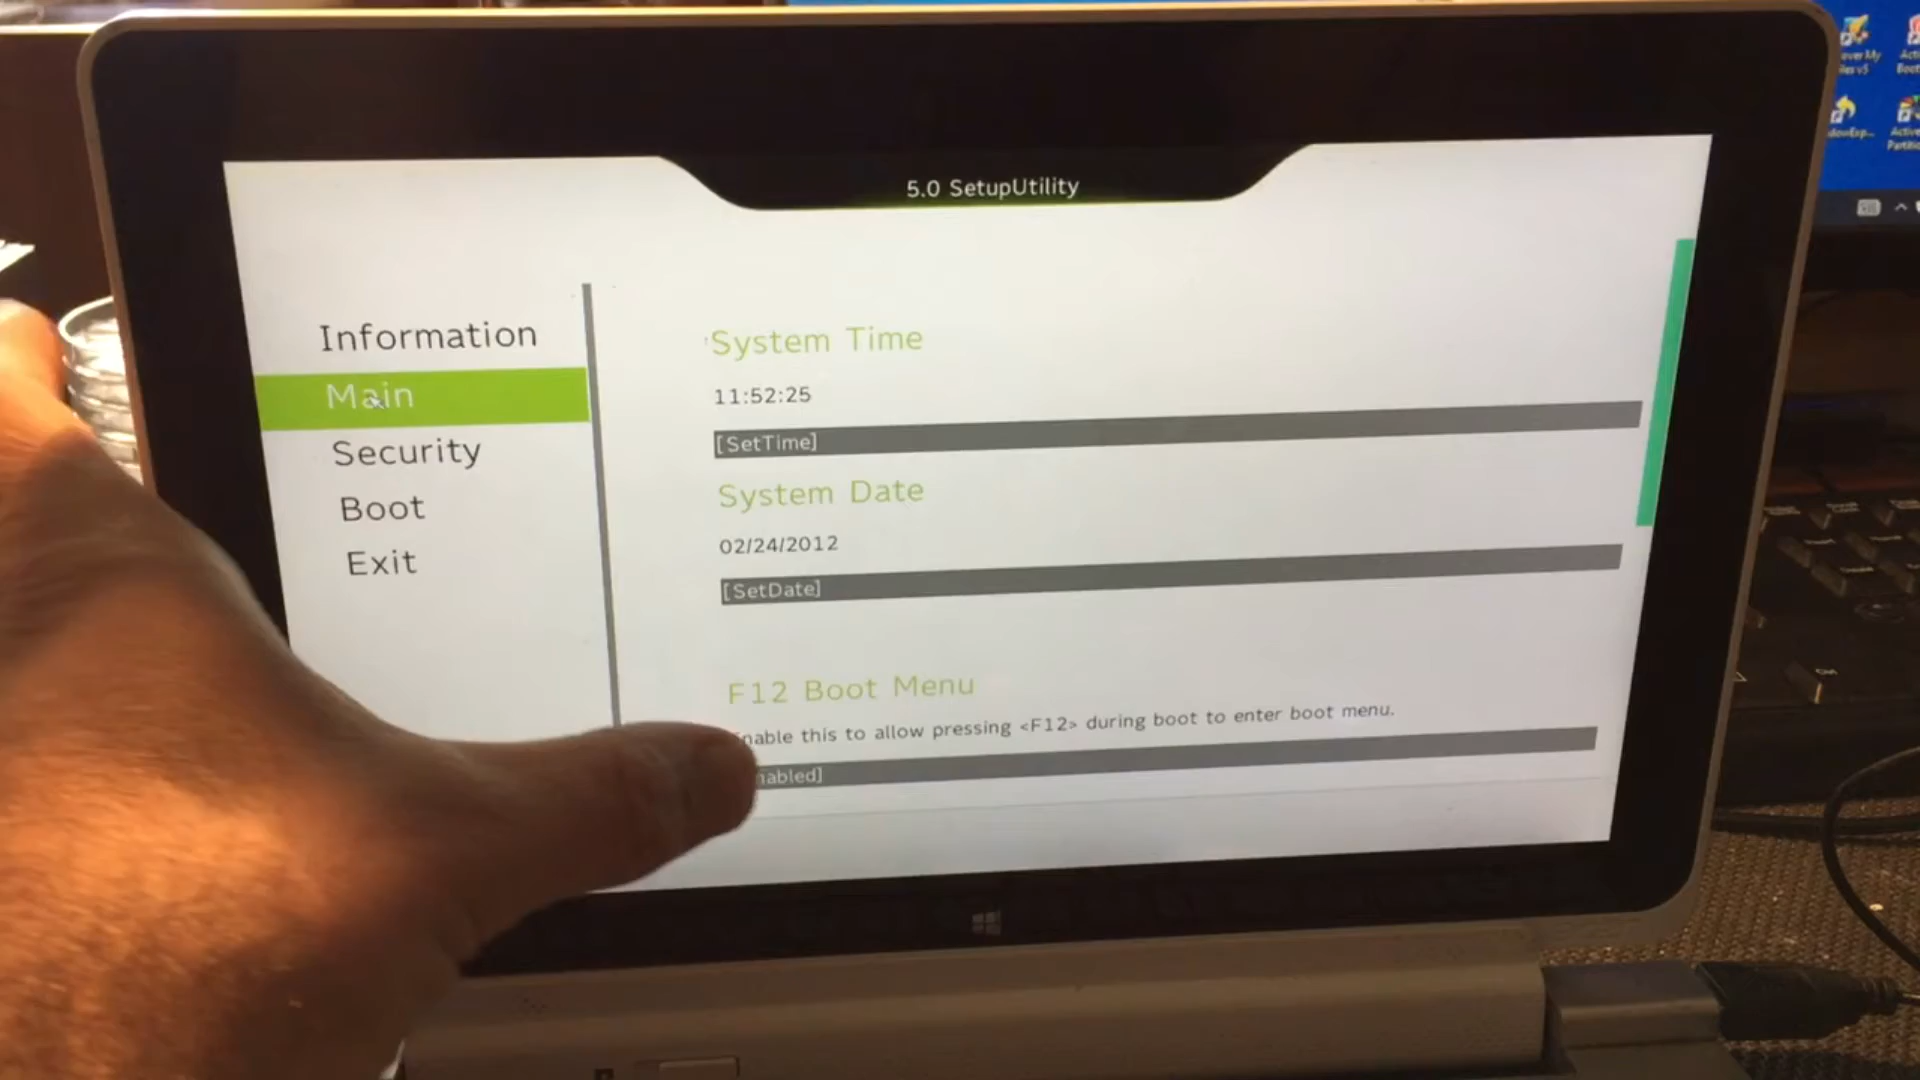 5.0 SetupUtility
Information
Main
Security
Boot
Exit
System Time
11:52:25
[SetTime]
System Date
02/24/2012
[SetDate]
F12 Boot Menu
nable this to allow pressing <F12> during boot to enter boot menu.
nabled]